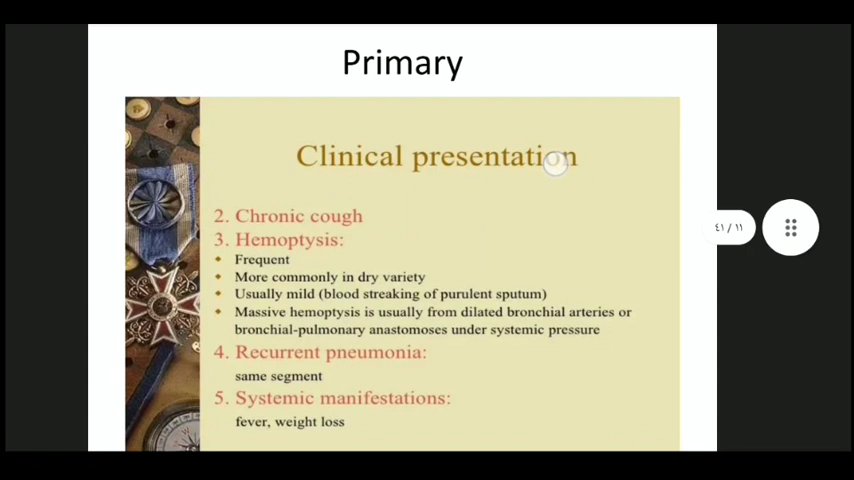 Primary
Clinical presentation
2. Chronic cough
3. Hemoptysis:
Frequent
More commonly in dry variety
Usually mild (blood streaking of purulent sputum)
Massive hemoptysis is usually from dilated bronchial arteries or
bronchial-pulmonary anastomoses under systemic pressure
4. Recurrent pneumonia:
same segment
5. Systemic manifestations:
fever, weight loss
٤١ / ١١